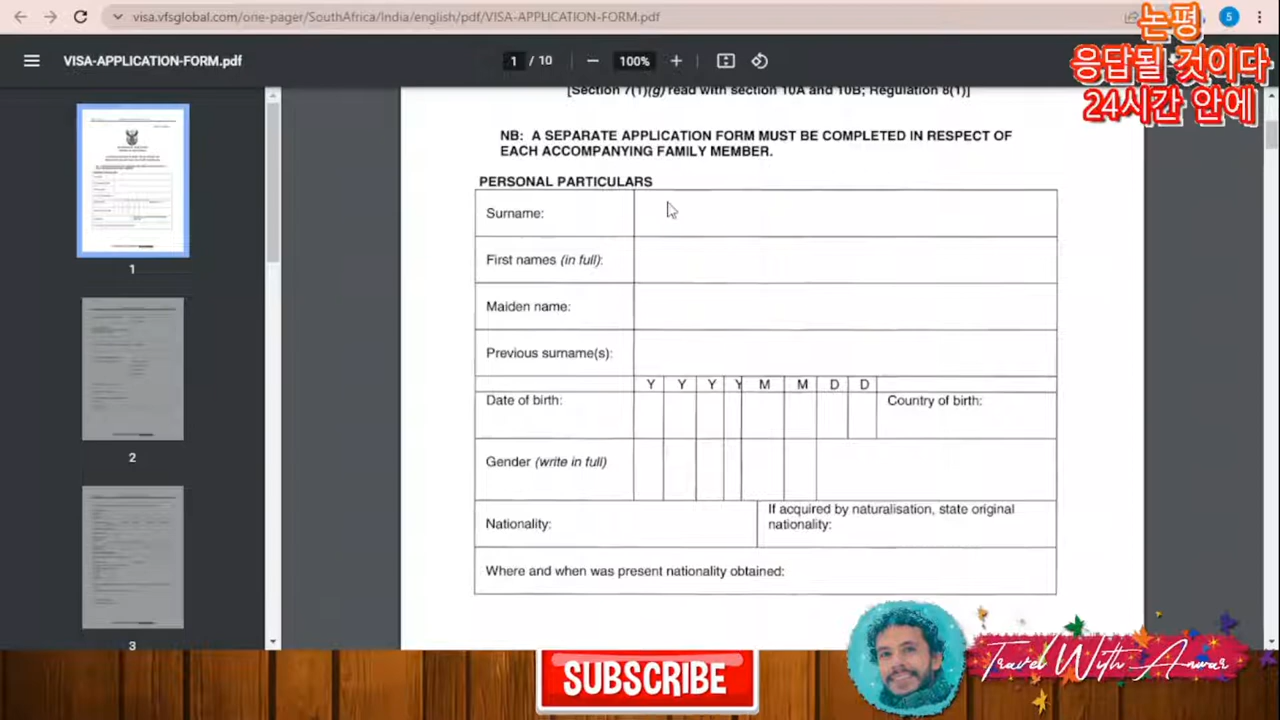 visa.vfsglobal.com/one-pager/SouthAfrica/India/english/pdf/VISA-APPLICATION-FORM.pdf
5
논평
응답될 것이다
24시간 안에
VISA-APPLICATION-FORM.pdf
1 / 10
100%
[Section 7(1)(g) read with section 10A and 10B; Regulation 8(1)]
NB: A SEPARATE APPLICATION FORM MUST BE COMPLETED IN RESPECT OF
EACH ACCOMPANYING FAMILY MEMBER.
PERSONAL PARTICULARS
Surname:
First names (in full):
Maiden name:
Previous surname(s):
Y Y Y Y M M D D
Date of birth:
Country of birth:
Gender (write in full)
Nationality:
If acquired by naturalisation, state original
nationality:
Where and when was present nationality obtained:
1
2
3
SUBSCRIBE
Travel With Anwar